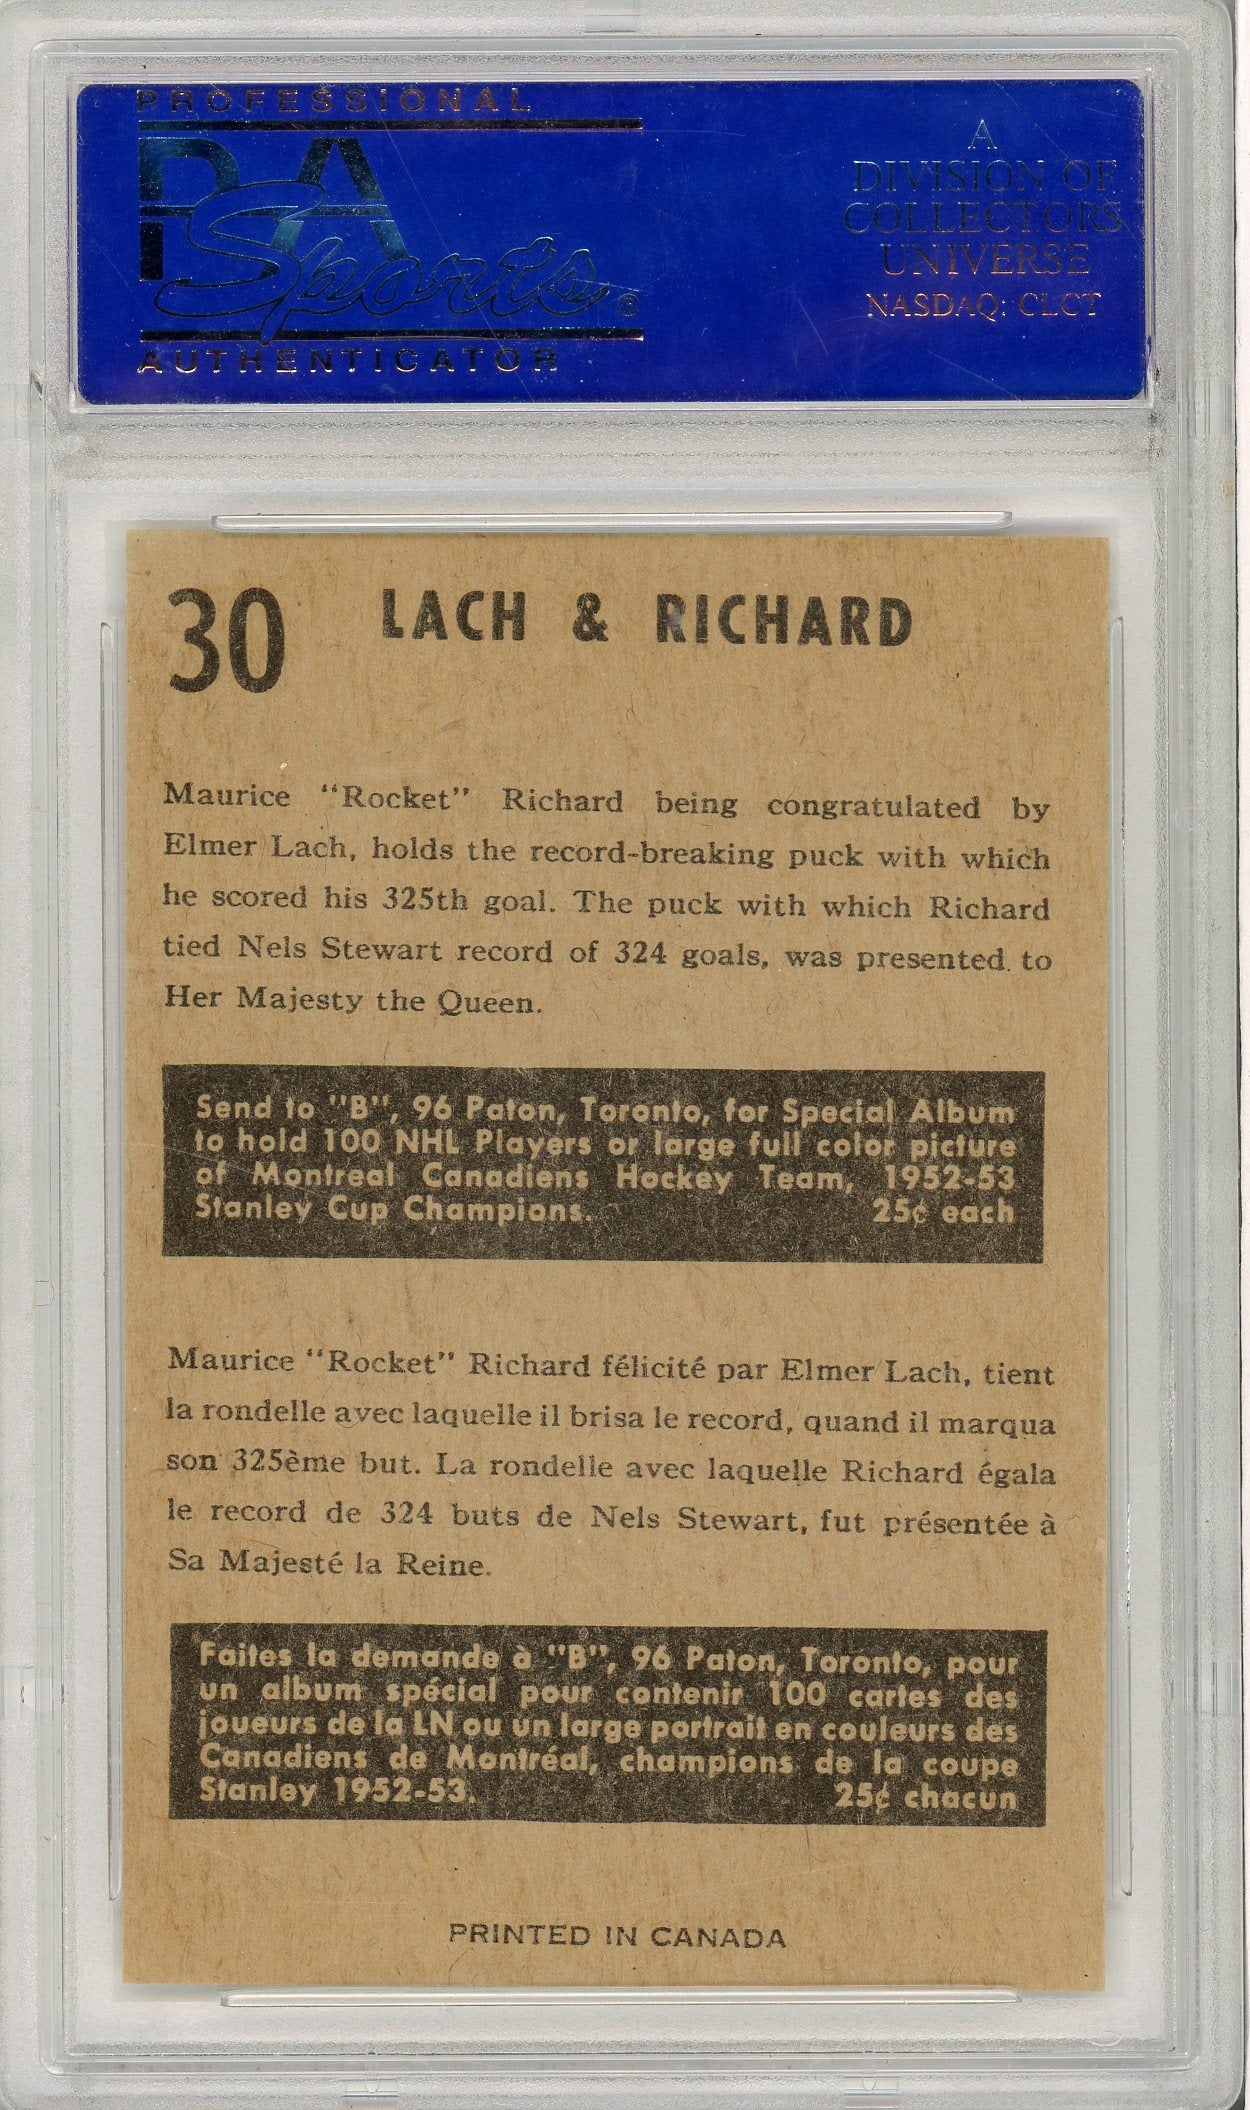 PROFESSIONAL
PSA
Sports®
AUTHENTICATOR
A
DIVISION OF
COLLECTORS
UNIVERSE
NASDAQ: CLCT
30 LACH & RICHARD
Maurice "Rocket" Richard being congratulated by
Elmer Lach, holds the record-breaking puck with which
he scored his 325th goal. The puck with which Richard
tied Nels Stewart record of 324 goals, was presented to
Her Majesty the Queen.
Send to "B", 96 Paton, Toronto, for Special Album
to hold 100 NHL Players or large full color picture
of Montreal Canadiens Hockey Team, 1952-53
Stanley Cup Champions. 25¢ each
Maurice "Rocket" Richard félicité par Elmer Lach, tient
la rondelle avec laquelle il brisa le record, quand il marqua
son 325ème but. La rondelle avec laquelle Richard égala
le record de 324 buts de Nels Stewart, fut présentée à
Sa Majesté la Reine.
Faites la demande à "B", 96 Paton, Toronto, pour
un album spécial pour contenir 100 cartes des
joueurs de la LN ou un large portrait en couleurs des
Canadiens de Montréal, champions de la coupe
Stanley 1952-53. 25¢ chacun
PRINTED IN CANADA